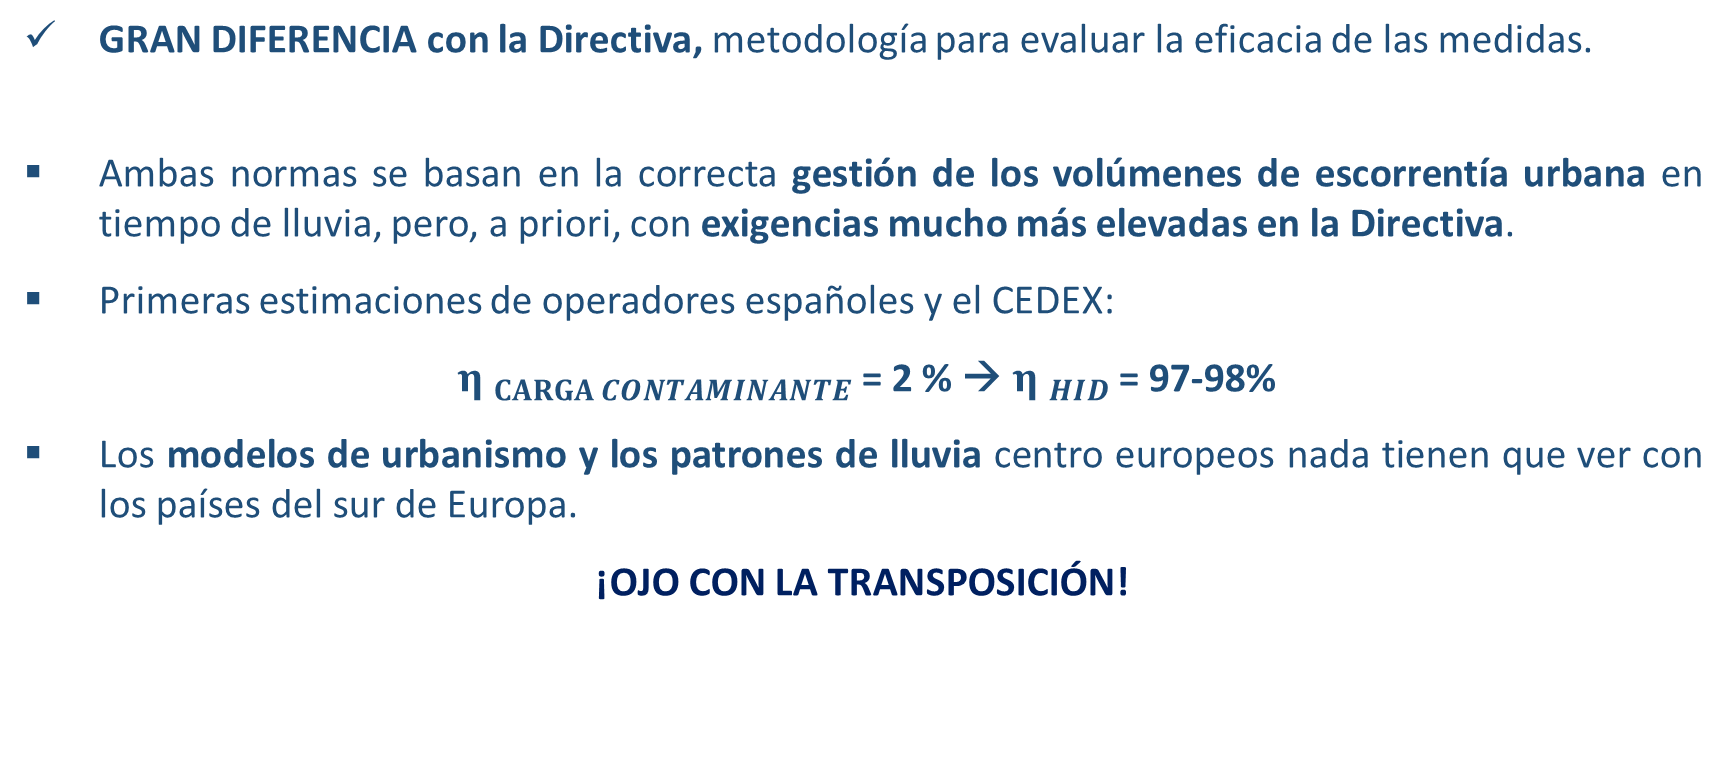 ✓ GRAN DIFERENCIA con la Directiva, metodología para evaluar la eficacia de las medidas.
▪ Ambas normas se basan en la correcta gestión de los volúmenes de escorrentía urbana en
tiempo de lluvia, pero, a priori, con exigencias mucho más elevadas en la Directiva.
▪ Primeras estimaciones de operadores españoles y el CEDEX:
η CARGA CONTAMINANTE = 2 % → η HID = 97-98%
▪ Los modelos de urbanismo y los patrones de lluvia centro europeos nada tienen que ver con
los países del sur de Europa.
¡OJO CON LA TRANSPOSICIÓN!